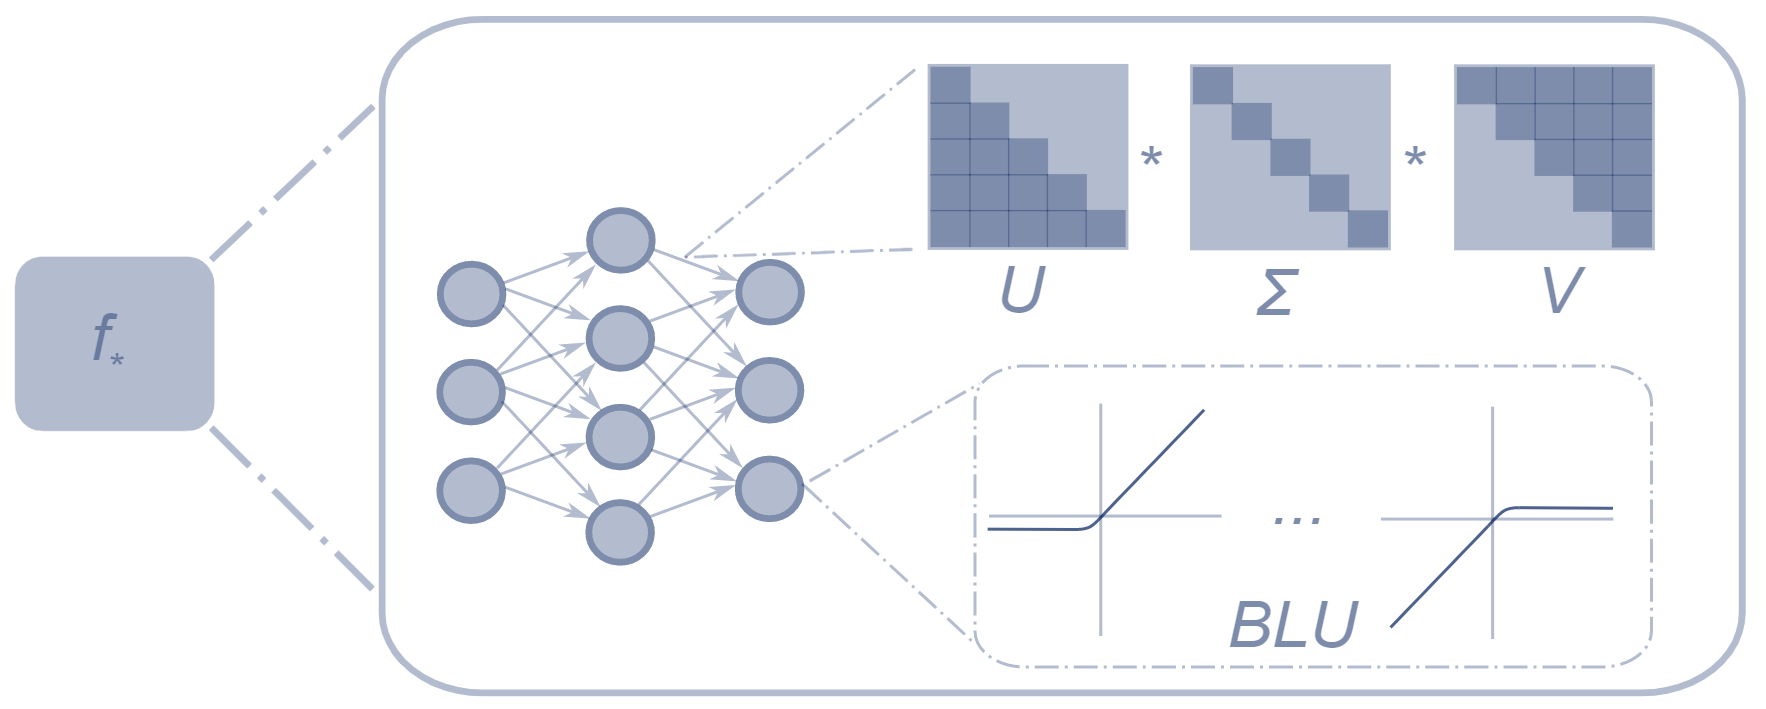 f*
* *
U Σ V
...
BLU